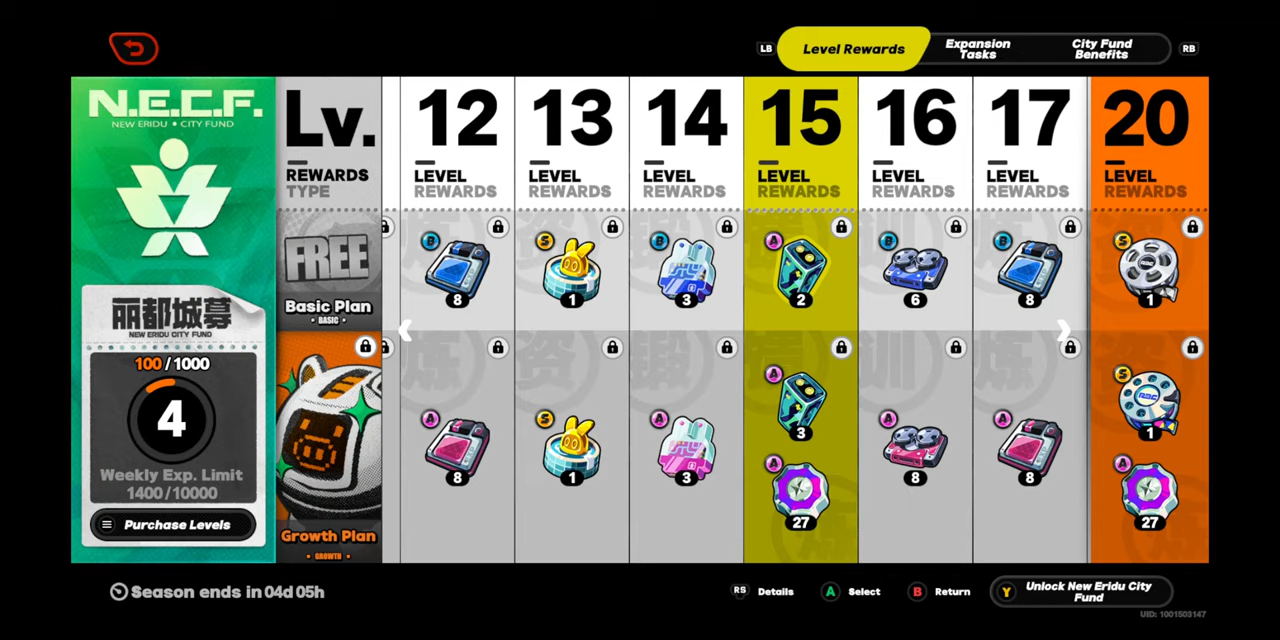 LB
Level Rewards
Expansion
Tasks
City Fund
Benefits
RB
N.E.C.F.
NEW ERIDU • CITY FUND
Lv.
REWARDS
TYPE
12
LEVEL
REWARDS
13
LEVEL
REWARDS
14
LEVEL
REWARDS
15
LEVEL
REWARDS
16
LEVEL
REWARDS
17
LEVEL
REWARDS
20
LEVEL
REWARDS
FREE
Basic Plan
• BASIC •
B
8
S
1
B
3
A
2
B
6
B
8
S
1
丽都城募
NEW ERIDU CITY FUND
100 / 1000
4
Weekly Exp. Limit
1400 / 10000
Purchase Levels
Growth Plan
• GROWTH •
A
8
S
1
A
3
A
3
A
27
A
8
A
8
S
1
A
27
Season ends in 04d 05h
RS
Details
A
Select
B
Return
Y
Unlock New Eridu City
Fund
UID: 1001503147